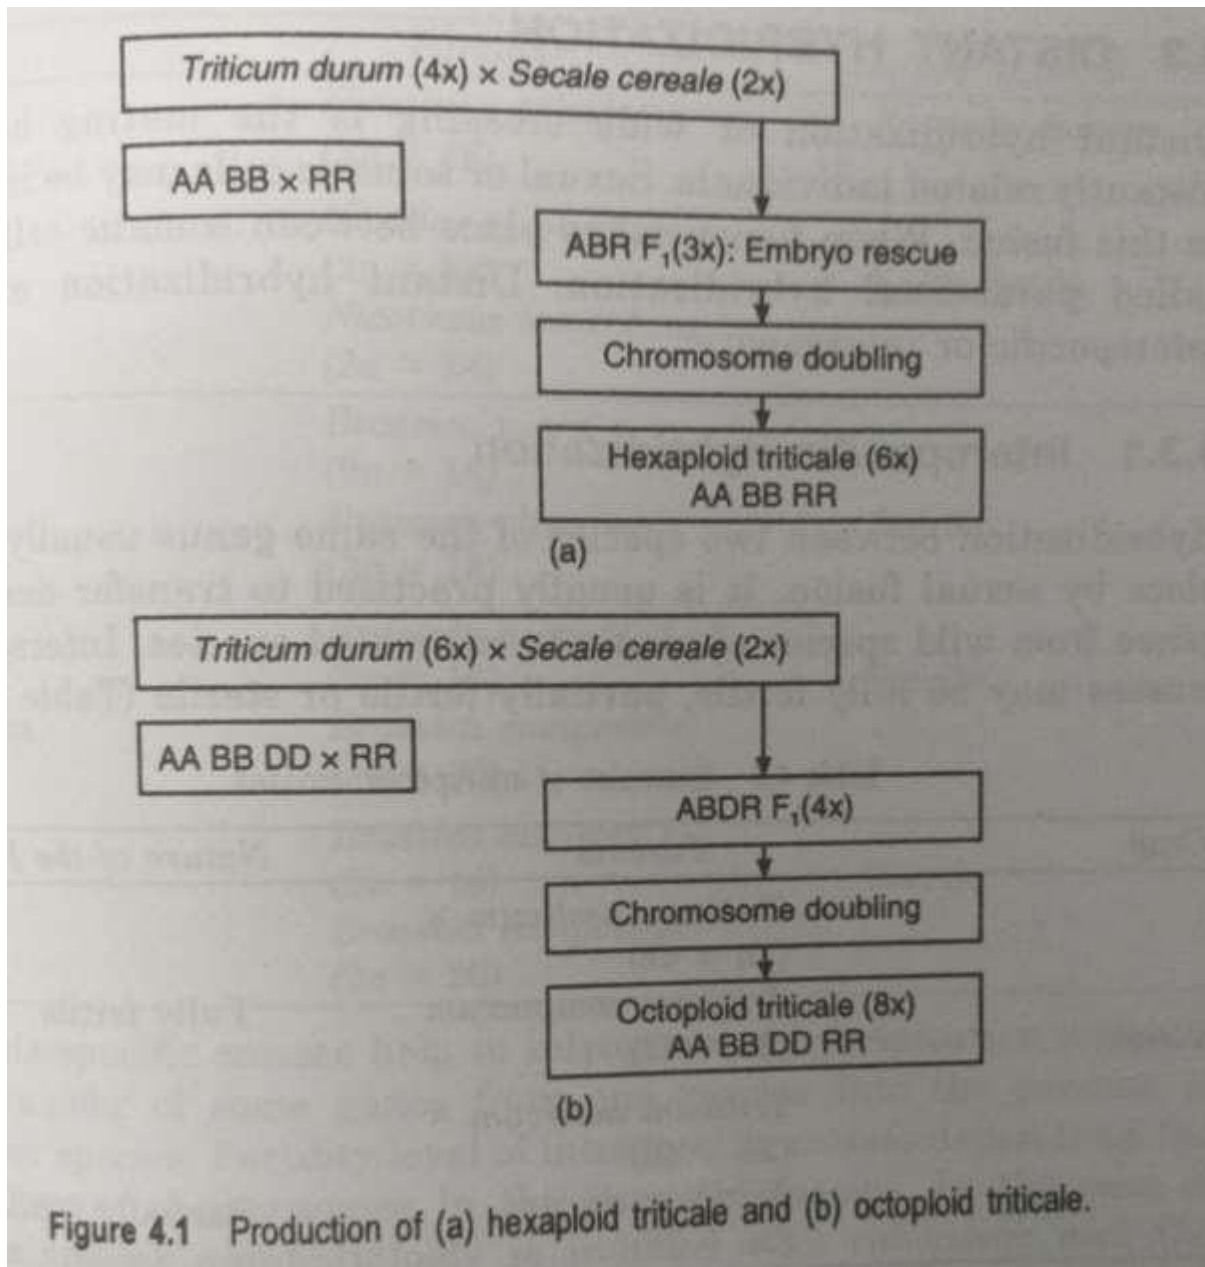 Triticum durum (4x) × Secale cereale (2x)
AA BB × RR
ABR F₁(3x): Embryo rescue
Chromosome doubling
Hexaploid triticale (6x)
AA BB RR
(a)
Triticum durum (6x) × Secale cereale (2x)
AA BB DD × RR
ABDR F₁(4x)
Chromosome doubling
Octoploid triticale (8x)
AA BB DD RR
(b)
Figure 4.1 Production of (a) hexaploid triticale and (b) octoploid triticale.